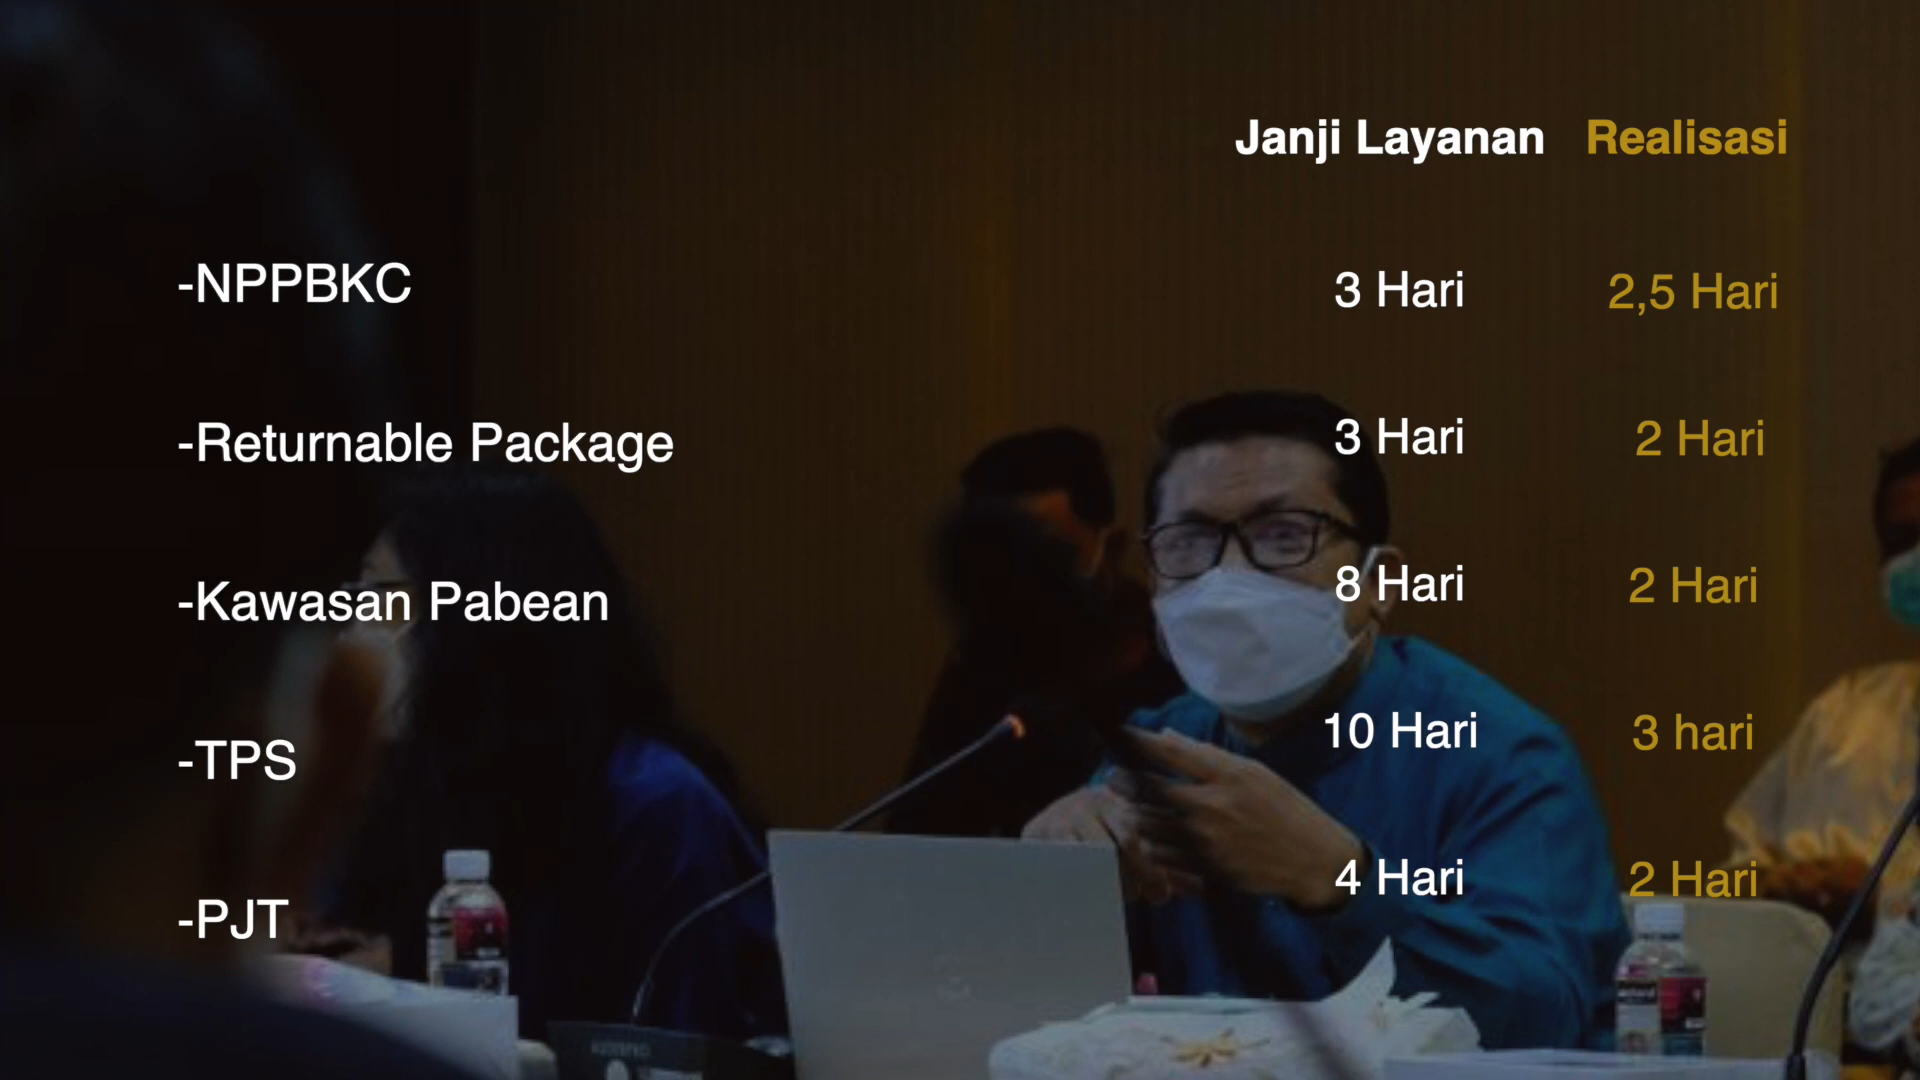 Janji Layanan Realisasi
-NPPBKC 3 Hari 2,5 Hari
-Returnable Package 3 Hari 2 Hari
-Kawasan Pabean 8 Hari 2 Hari
-TPS 10 Hari 3 hari
-PJT 4 Hari 2 Hari